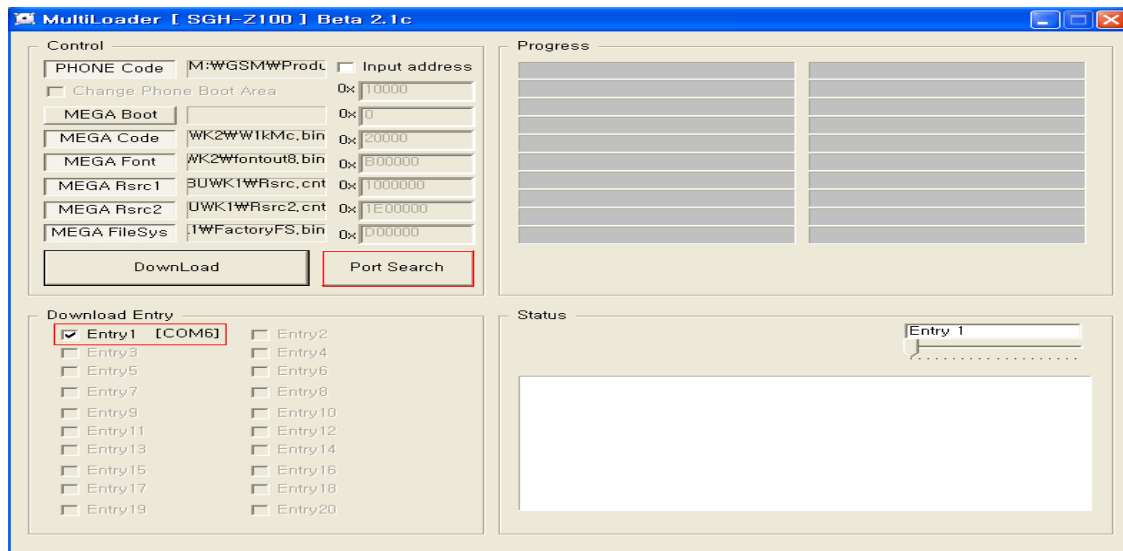 MultiLoader [ SGH-Z100 ] Beta 2.1c
Control
PHONE Code M:₩GSM₩Produ Input address
Change Phone Boot Area 0x 10000
MEGA Boot 0x 0
MEGA Code WK2₩W1kMc.bin 0x 20000
MEGA Font WK2₩fontout8.bin 0x B00000
MEGA Rsrc1 BUWK1₩Rsrc.cnt 0x 1000000
MEGA Rsrc2 UWK1₩Rsrc2.cnt 0x 1E00000
MEGA FileSys .1₩FactoryFS.bin 0x D00000
DownLoad Port Search
Progress
Download Entry
Entry1 [COM6] Entry2
Entry3 Entry4
Entry5 Entry6
Entry7 Entry8
Entry9 Entry10
Entry11 Entry12
Entry13 Entry14
Entry15 Entry16
Entry17 Entry18
Entry19 Entry20
Status
Entry 1